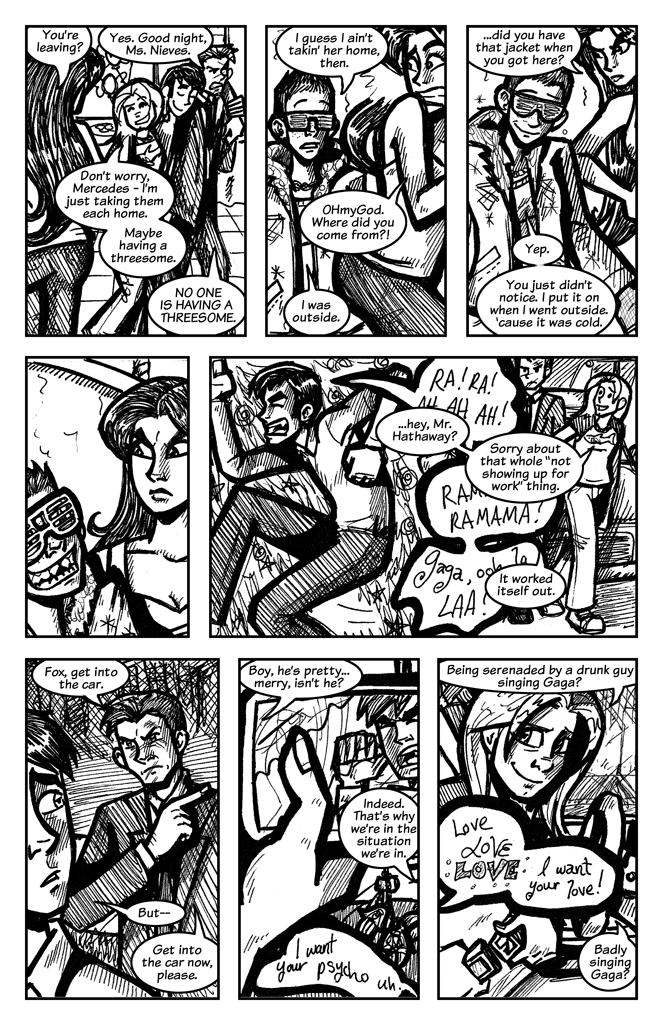 You're
leaving?
Yes. Good night,
Ms. Nieves.
Don't worry,
Mercedes - I'm
just taking them
each home.
Maybe
having a
threesome.
NO ONE
IS HAVING A
THREESOME.
I guess I ain't
takin' her home,
then.
OHmyGod.
Where did you
come from?!
I was
outside.
...did you have
that jacket when
you got here?
Yep.
You just didn't
notice. I put it on
when I went outside.
'cause it was cold.
RA! RA!
AH AH AH!
...hey, Mr.
Hathaway?
Sorry about
that whole "not
showing up for
work" thing.
RAMAMA?
gaga, ooh
LAA!
It worked
itself out.
Fox, get into
the car.
But--
Get into
the car now,
please.
Boy, he's pretty...
merry, isn't he?
Indeed.
That's why
we're in the
situation
we're in.
I want
your psycho
uh.
Being serenaded by a drunk guy
singing Gaga?
Love
LOVE
LOVE
I want
your love!
Badly
singing
Gaga?